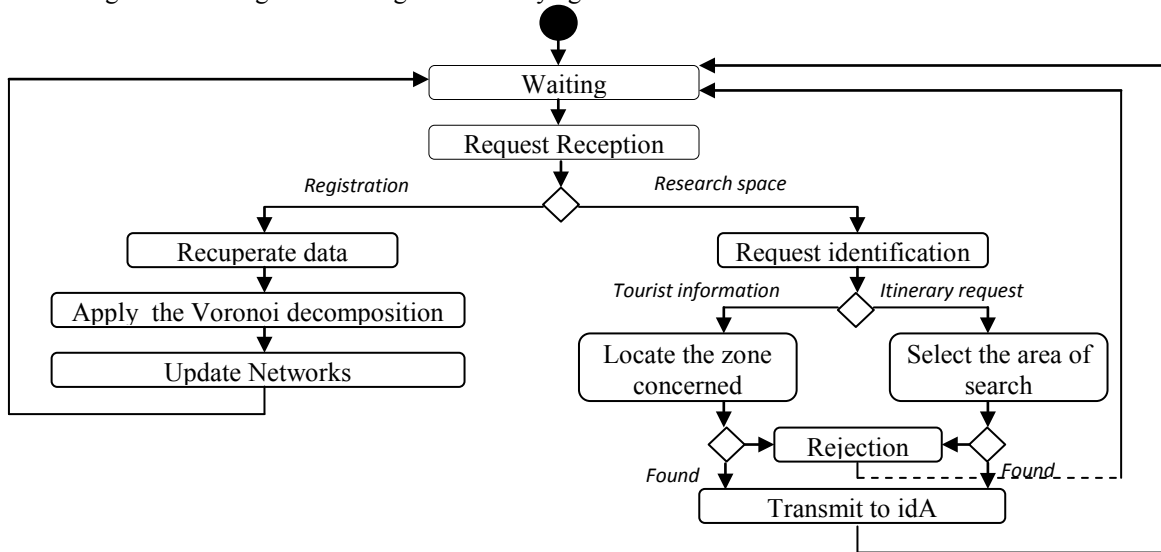 Waiting
Request Reception
Registration
Research space
Recuperate data
Request identification
Apply the Voronoi decomposition
Tourist information
Itinerary request
Update Networks
Locate the zone
concerned
Select the area of
search
Rejection
Found
Found
Transmit to idA